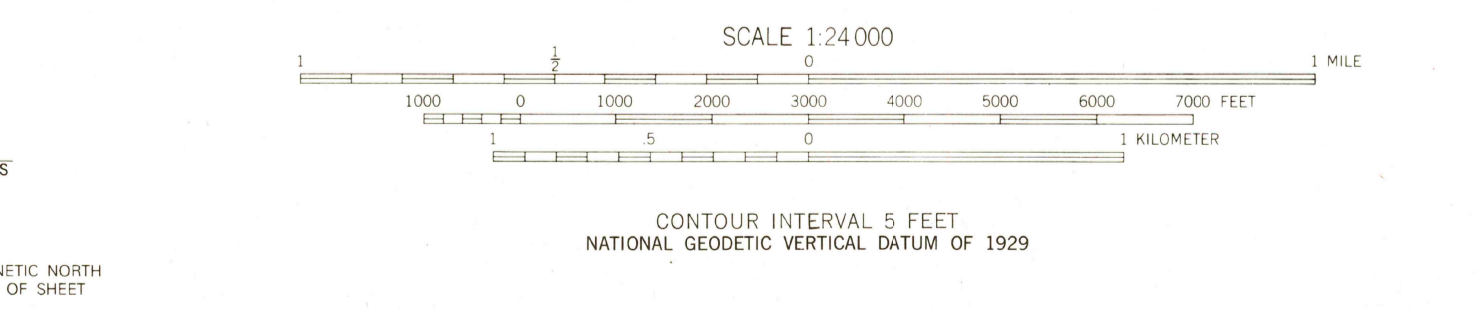 SCALE 1:24 000
1 1/2 0 1 MILE
1000 0 1000 2000 3000 4000 5000 6000 7000 FEET
1 .5 0 1 KILOMETER
S
CONTOUR INTERVAL 5 FEET
NATIONAL GEODETIC VERTICAL DATUM OF 1929
NETIC NORTH
OF SHEET